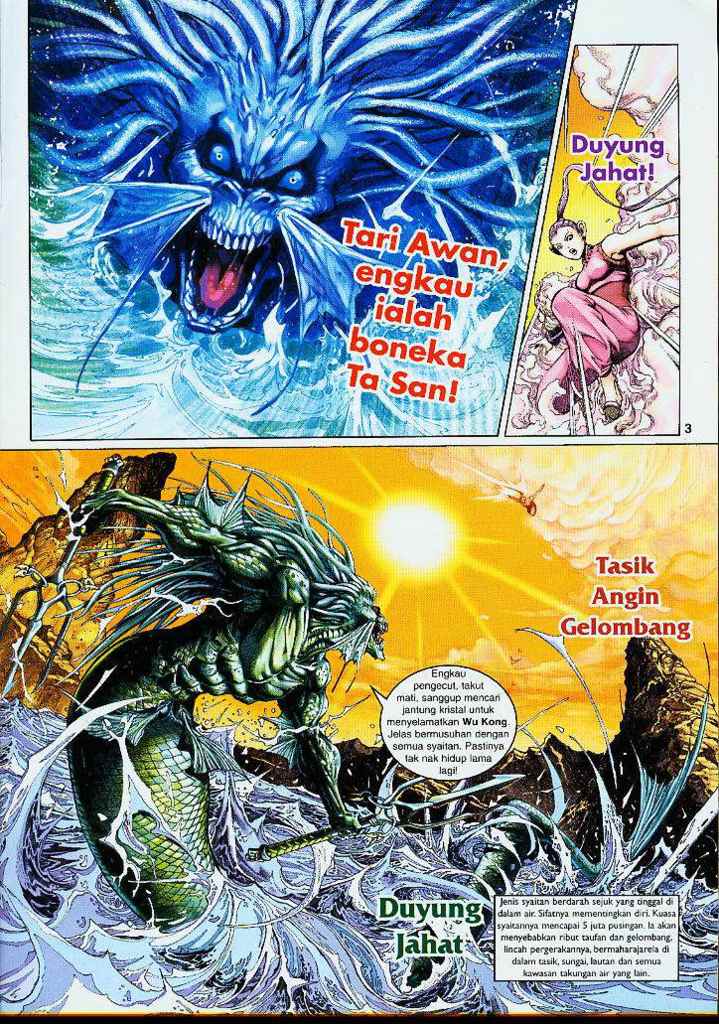 Tari Awan,
engkau
ialah
boneka
Ta San!
Duyung
Jahat!
3
Tasik
Angin
Gelombang
Engkau
pengecut, takut
mati, sanggup mencari
jantung kristal untuk
menyelamatkan Wu Kong.
Jelas bermusuhan dengan
semua syaitan. Pastinya
tak nak hidup lama
lagi!
Duyung
Jahat
Jenis syaitan berdarah sejuk yang tinggal di
dalam air. Sifatnya mementingkan diri. Kuasa
syaitannya mencapai 5 juta pusingan. Ia akan
menyebabkan ribut taufan dan gelombang,
lincah pergerakannya, bermaharajarela di
dalam tasik, sungai, lautan dan semua
kawasan takungan air yang lain.